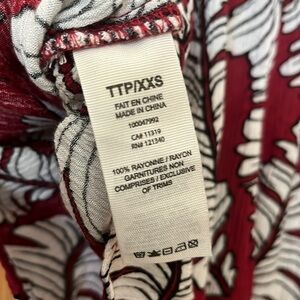 TTP/XXS
FAIT EN CHINE
MADE IN CHINA
100047992
CA# 11319
RN# 121340
100% RAYONNE / RAYON
GARNITURES NON
COMPRISES / EXCLUSIVE
OF TRIMS